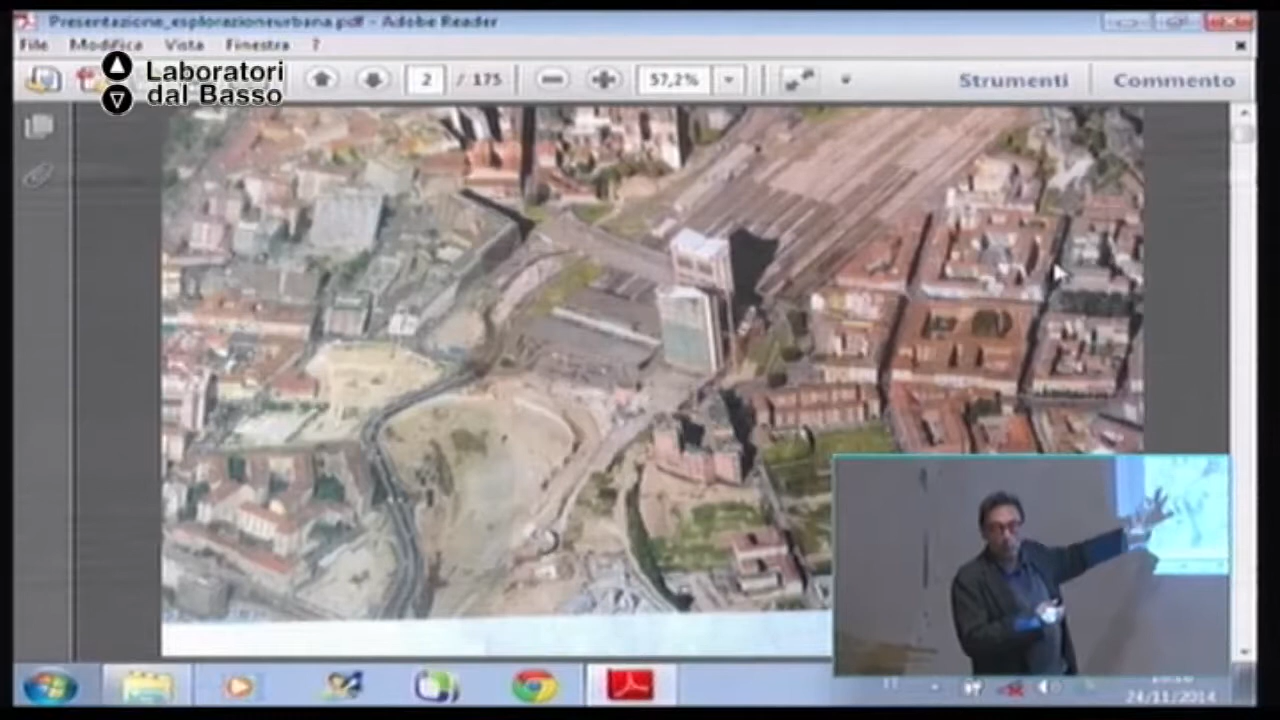 Presentazione_esplorazioneurbana.pdf - Adobe Reader
File Modifica Vista Finestra ?
Laboratori
dal Basso
2 / 175 57,2% Strumenti Commento
IT
24/11/2014